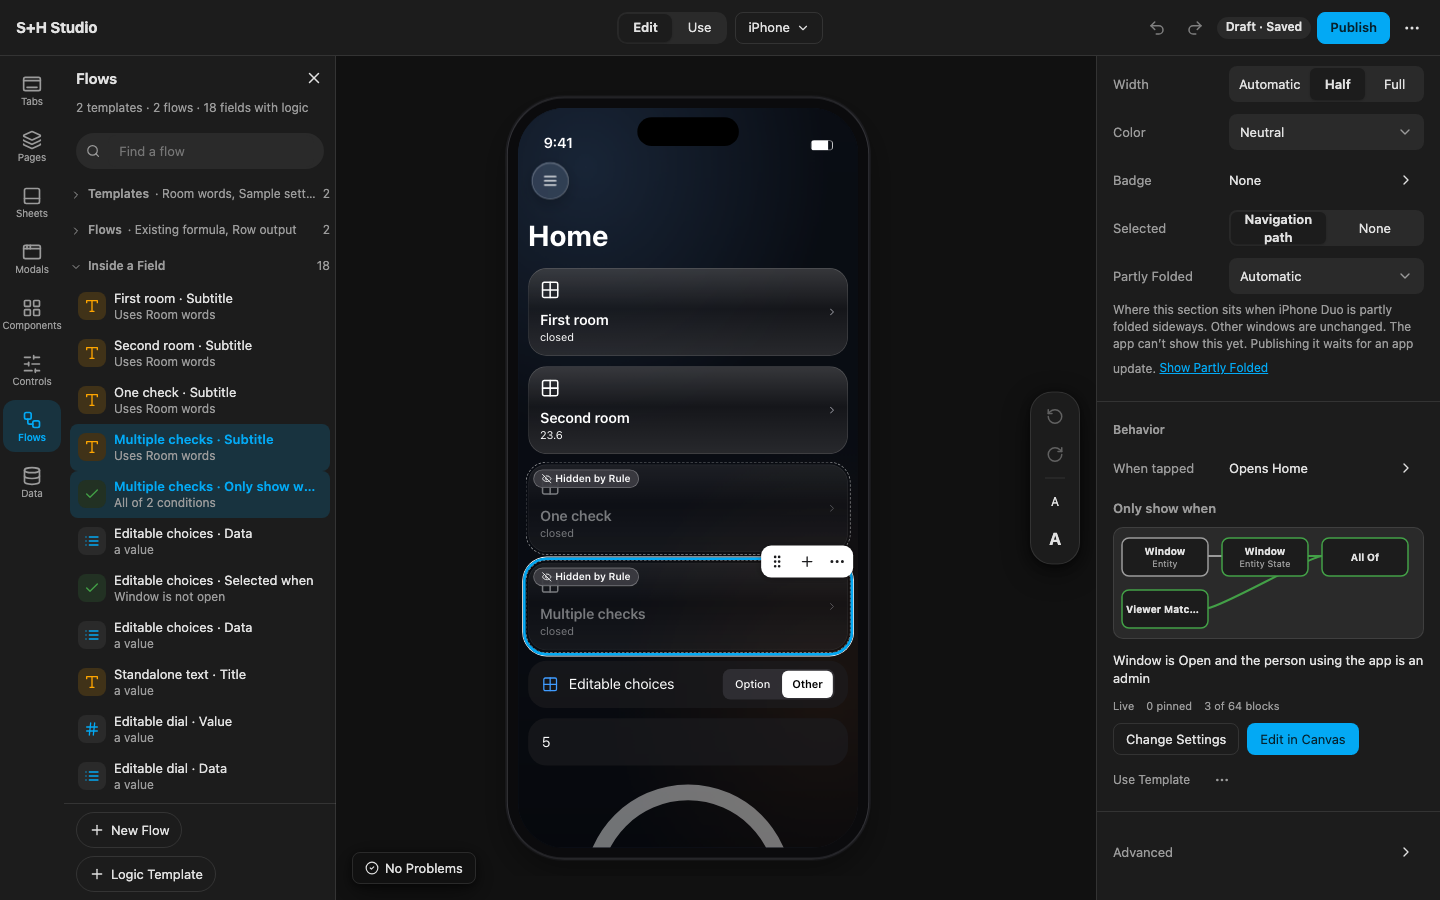 S+H Studio
Edit
Use
iPhone
Draft · Saved
Publish
Tabs
Pages
Sheets
Modals
Components
Controls
Flows
Data
Flows
2 templates · 2 flows · 18 fields with logic
Find a flow
Templates · Room words, Sample sett... 2
Flows · Existing formula, Row output 2
Inside a Field 18
First room · Subtitle
Uses Room words
Second room · Subtitle
Uses Room words
One check · Subtitle
Uses Room words
Multiple checks · Subtitle
Uses Room words
Multiple checks · Only show w...
All of 2 conditions
Editable choices · Data
a value
Editable choices · Selected when
Window is not open
Editable choices · Data
a value
Standalone text · Title
a value
Editable dial · Value
a value
Editable dial · Data
a value
New Flow
Logic Template
9:41
Home
First room
closed
Second room
23.6
Hidden by Rule
One check
closed
Hidden by Rule
Multiple checks
closed
Editable choices
Option
Other
5
No Problems
A
A
Width
Automatic
Half
Full
Color
Neutral
Badge
None
Selected
Navigation
path
None
Partly Folded
Automatic
Where this section sits when iPhone Duo is partly
folded sideways. Other windows are unchanged. The
app can't show this yet. Publishing it waits for an app
update. Show Partly Folded
Behavior
When tapped
Opens Home
Only show when
Window
Entity
Window
Entity State
All Of
Viewer Matc...
Window is Open and the person using the app is an
admin
Live 0 pinned 3 of 64 blocks
Change Settings
Edit in Canvas
Use Template
Advanced